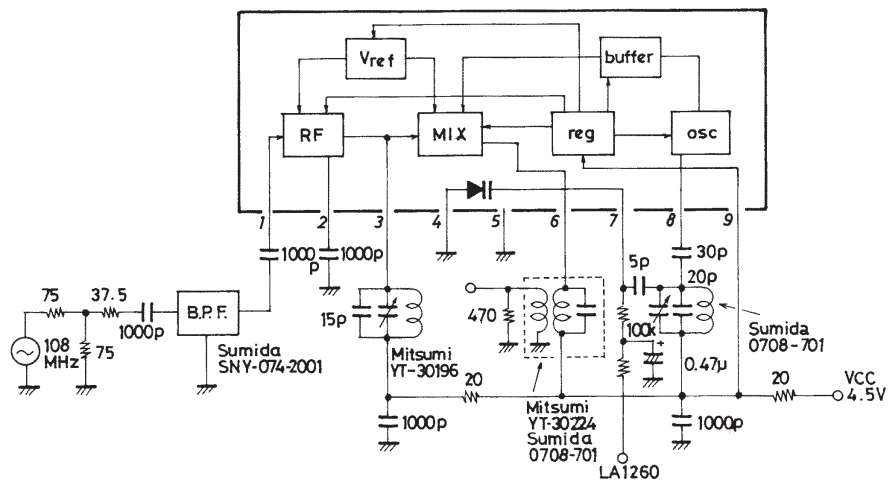 Vref
buffer
RF
MIX
reg
osc
1
2
3
4
5
6
7
8
9
1000
p
1000p
30p
5p
20p
75
37.5
1000p
B.P.F.
15p
470
100k
Sumida
0708-701
108
MHz
75
Sumida
SNY-074-2001
Mitsumi
YT-30196
+
0.47μ
20
20
VCC
4.5V
1000p
Mitsumi
YT-30224
Sumida
0708-701
1000p
LA1260